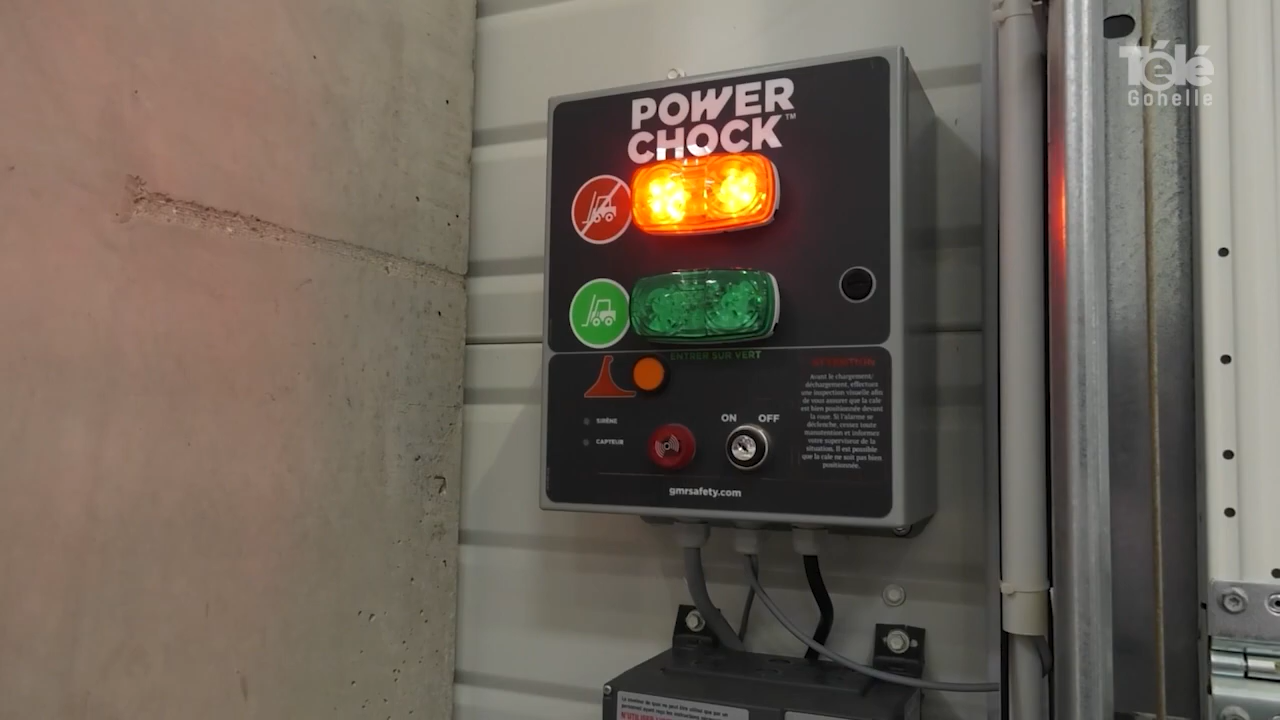 Télé
Gohelle
POWER
CHOCK™
ENTRER SUR VERT
ATTENTION
Avant le chargement/
déchargement, effectuez
une inspection visuelle afin
de vous assurer que la cale
est bien positionnée devant
la roue. Si l'alarme se
déclenche, cessez toute
manutention et informez
votre superviseur de la
situation. Il est possible
que la cale ne soit pas bien
positionnée.
SIRÈNE
CAPTEUR
ON OFF
gmrsafety.com